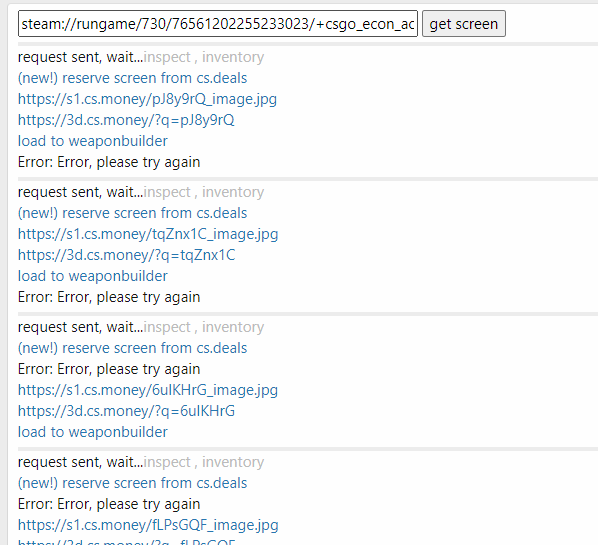 steam://rungame/730/76561202255233023/+csgo_econ_ac get screen
request sent, wait...inspect , inventory
(new!) reserve screen from cs.deals
https://s1.cs.money/pJ8y9rQ_image.jpg
https://3d.cs.money/?q=pJ8y9rQ
load to weaponbuilder
Error: Error, please try again
request sent, wait...inspect , inventory
(new!) reserve screen from cs.deals
https://s1.cs.money/tqZnx1C_image.jpg
https://3d.cs.money/?q=tqZnx1C
load to weaponbuilder
Error: Error, please try again
request sent, wait...inspect , inventory
(new!) reserve screen from cs.deals
Error: Error, please try again
https://s1.cs.money/6uIKHrG_image.jpg
https://3d.cs.money/?q=6uIKHrG
load to weaponbuilder
request sent, wait...inspect , inventory
(new!) reserve screen from cs.deals
Error: Error, please try again
https://s1.cs.money/fLPsGQF_image.jpg
https://3d.cs.money/?q=fLPsGQF